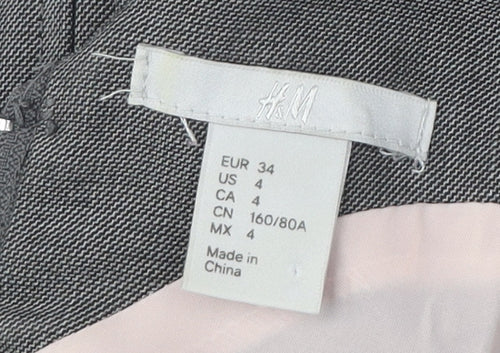 H&M
EUR 34
US 4
CA 4
CN 160/80A
MX 4
Made in
China